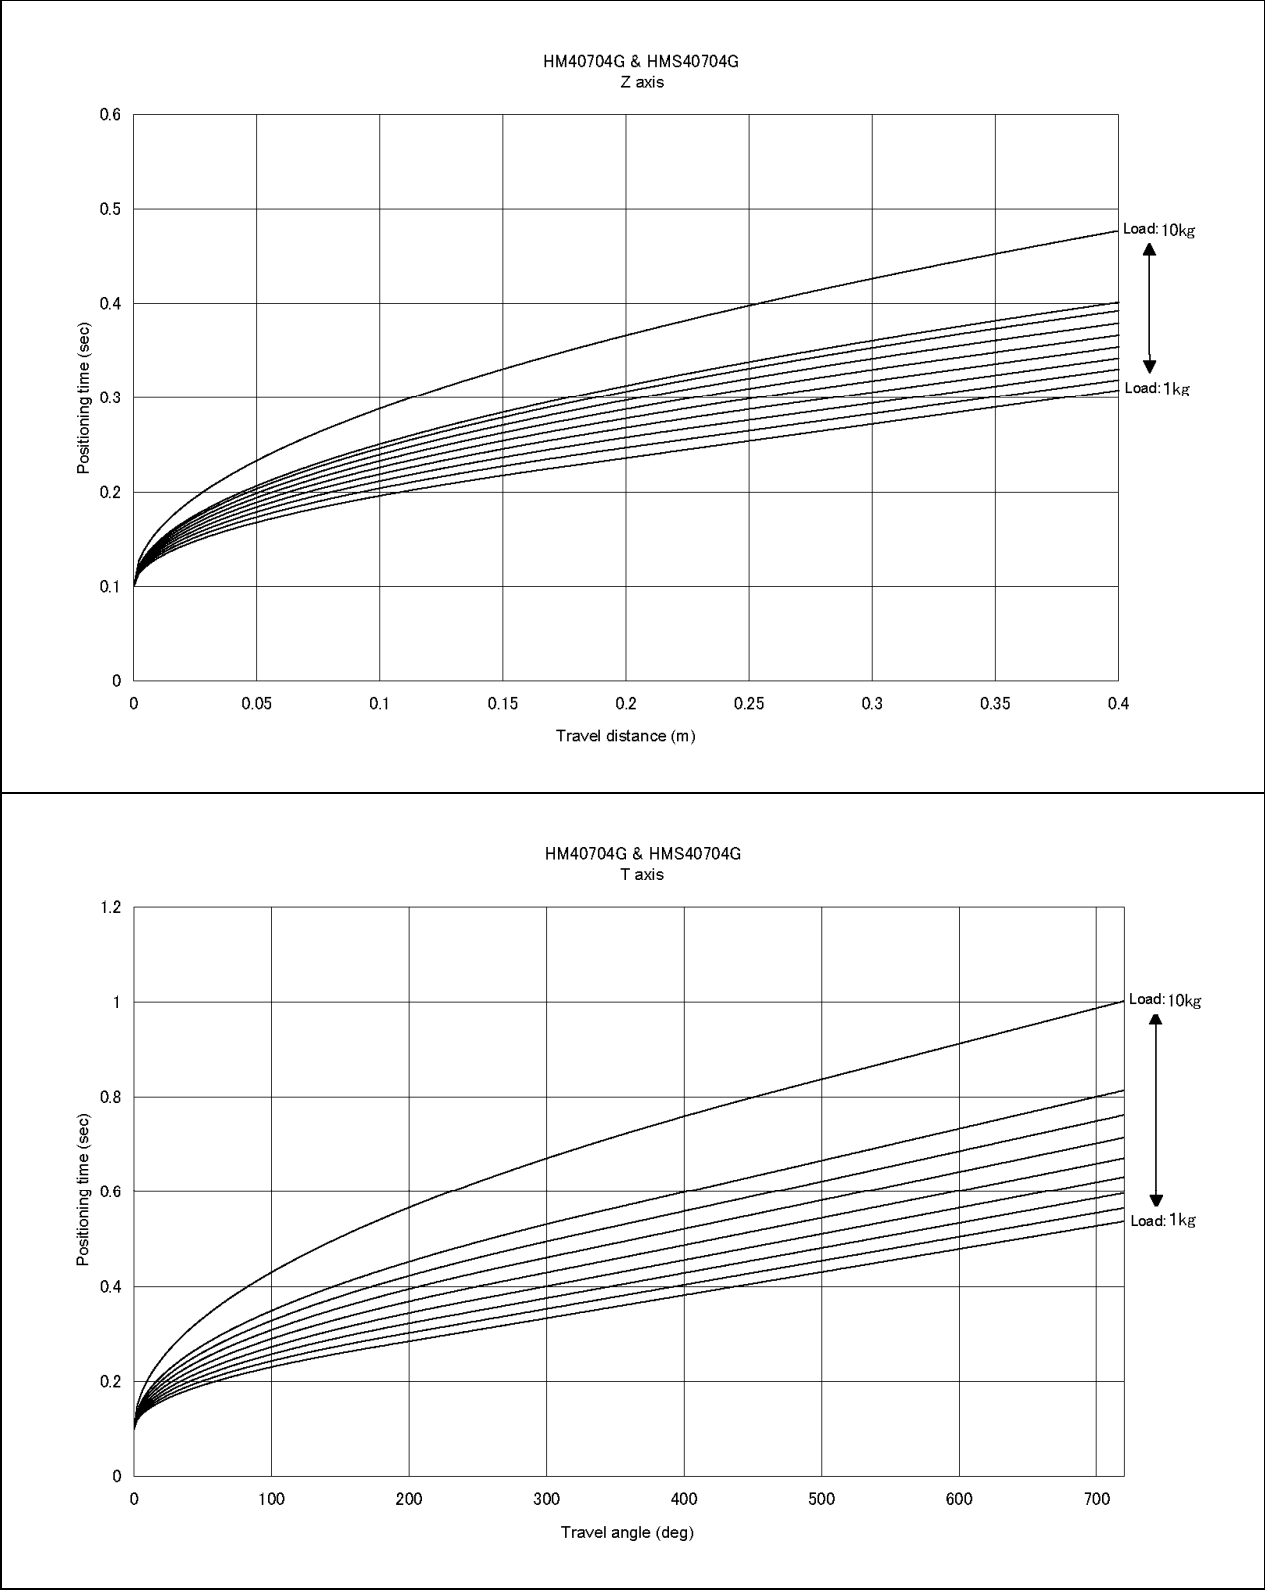 HM40704G & HMS40704G
Z axis
0.6
0.5
Load: 10kg
0.4
Load: 1kg
0.3
0.2
0.1
0
Positioning time (sec)
0 0.05 0.1 0.15 0.2 0.25 0.3 0.35 0.4
Travel distance (m)
HM40704G & HMS40704G
T axis
1.2
1
Load: 10kg
0.8
0.6
Load: 1kg
0.4
0.2
0
Positioning time (sec)
0 100 200 300 400 500 600 700
Travel angle (deg)